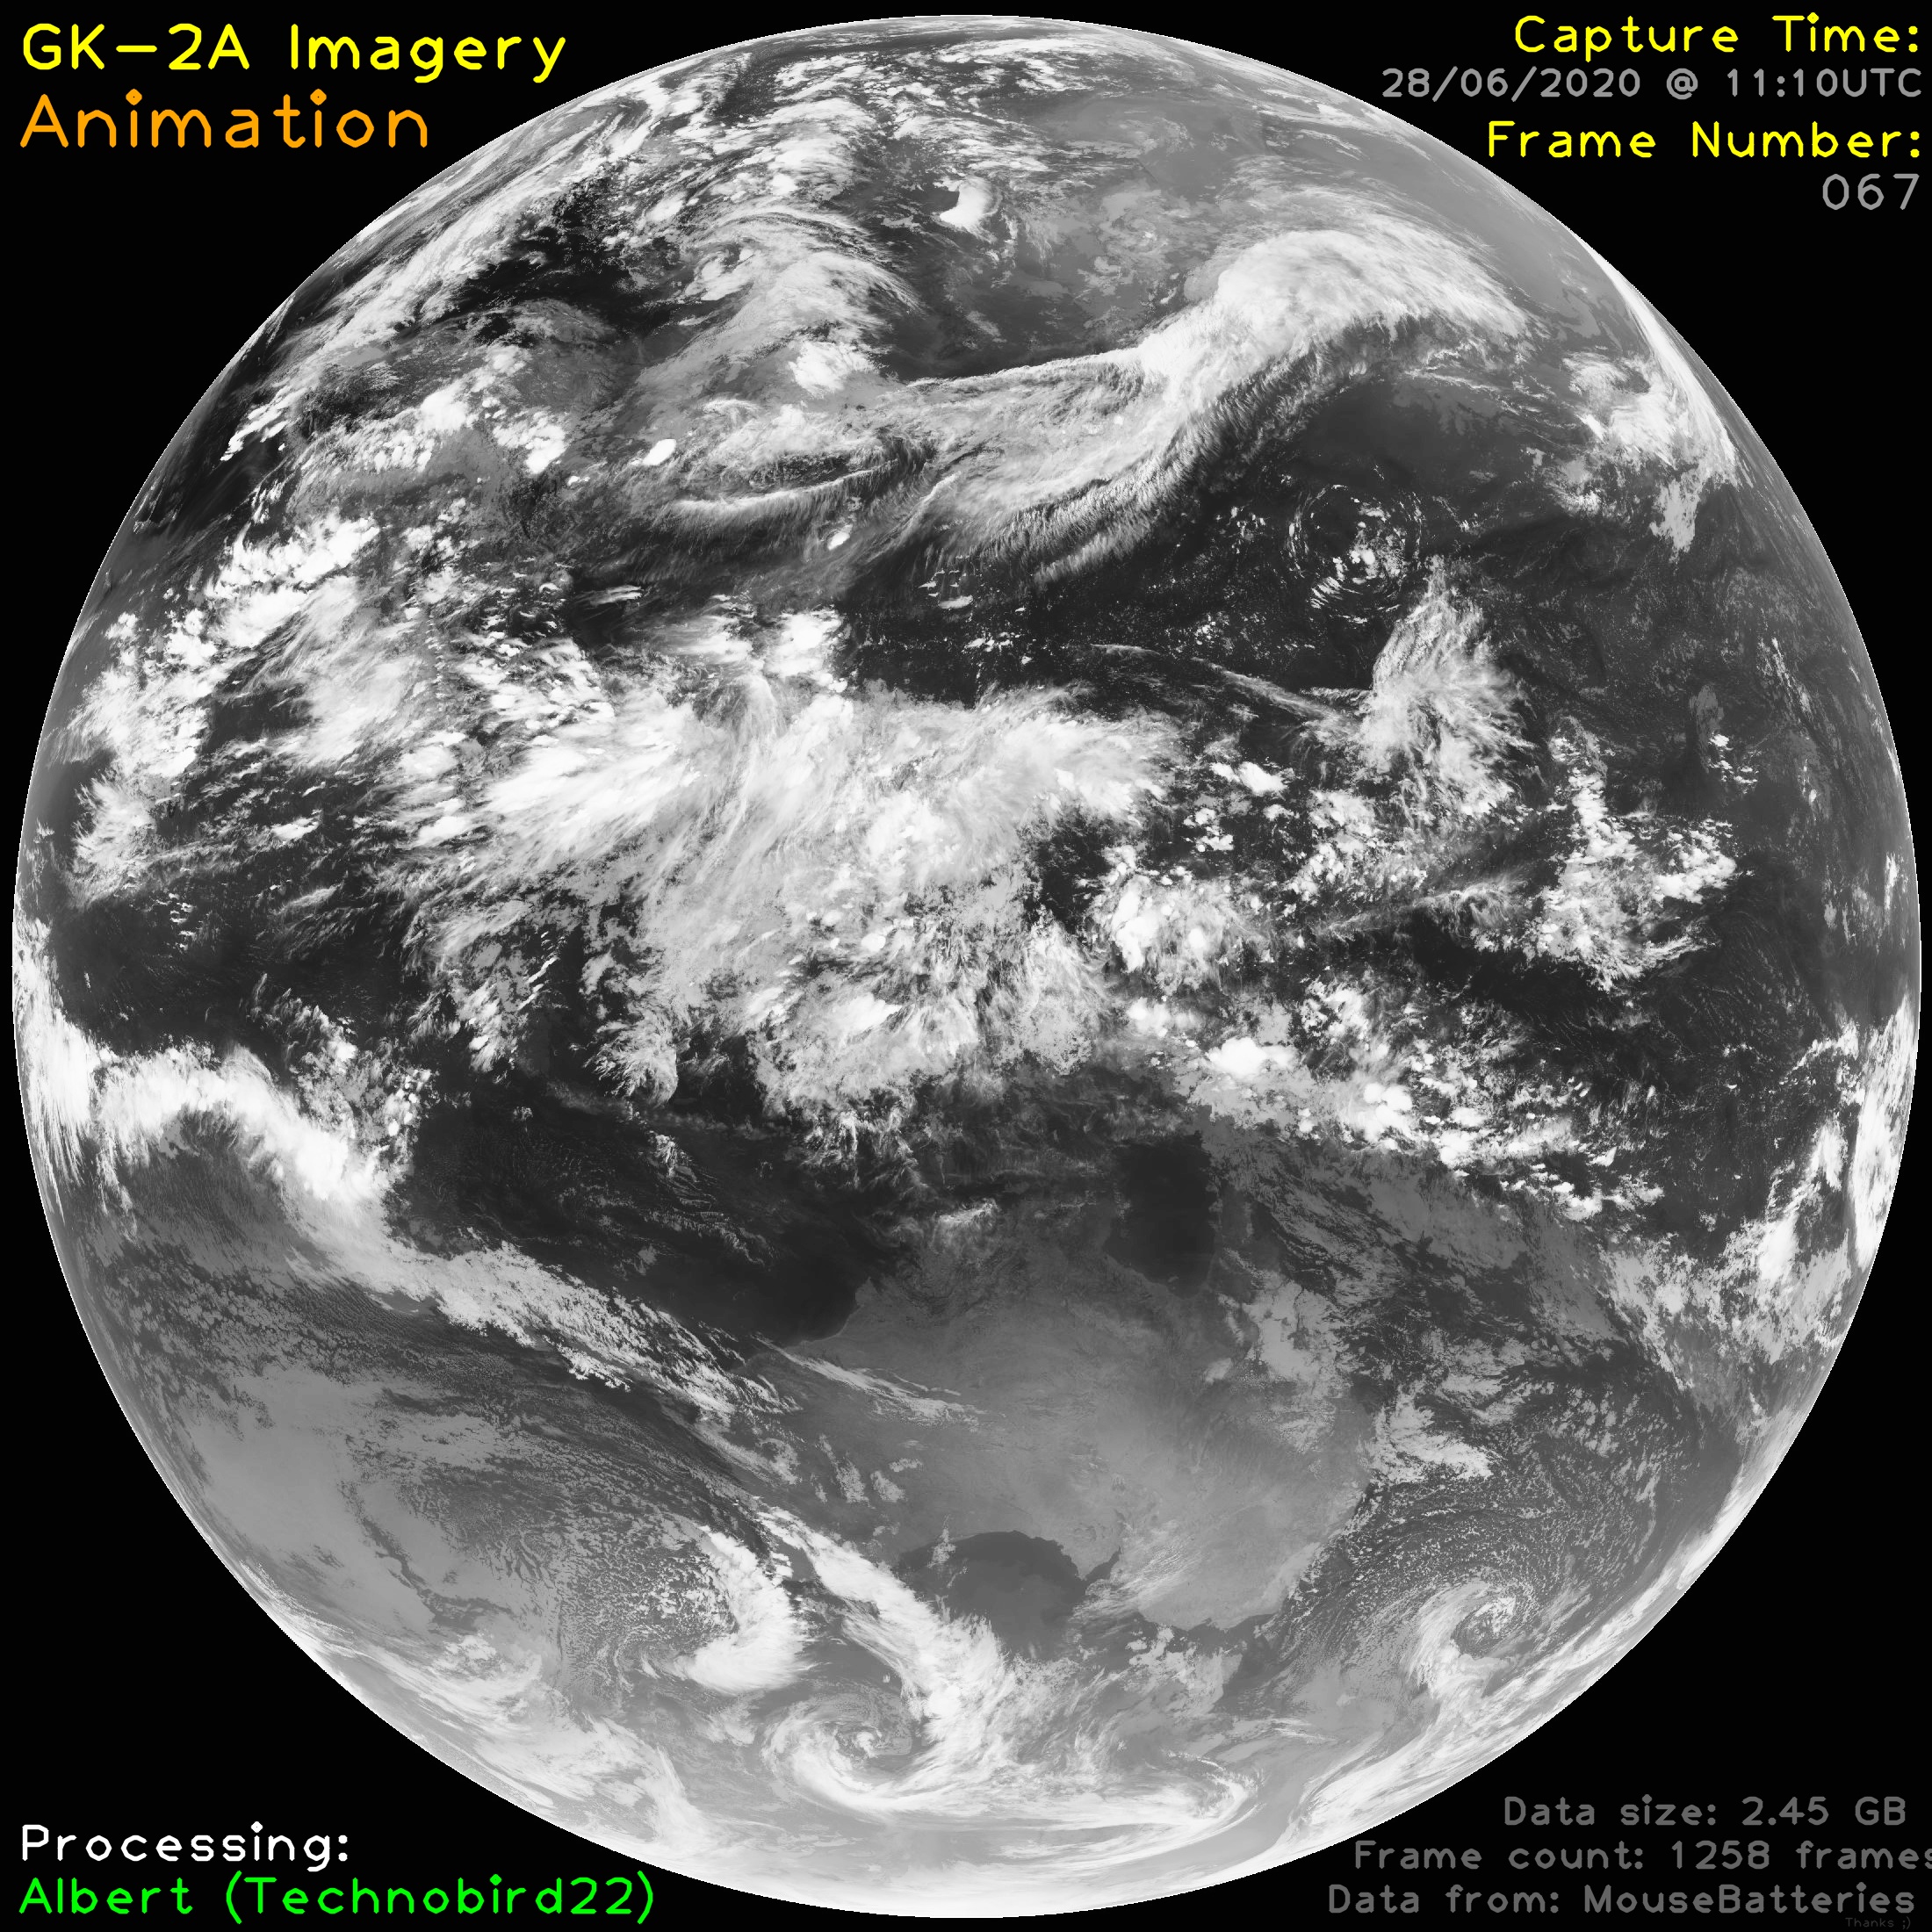 GK-2A Imagery
Animation
Capture Time:
28/06/2020 @ 11:10UTC
Frame Number:
067
Processing:
Albert (Technobird22)
Data size: 2.45 GB
Frame count: 1258 frames
Data from: MouseBatteries
Thanks ;)